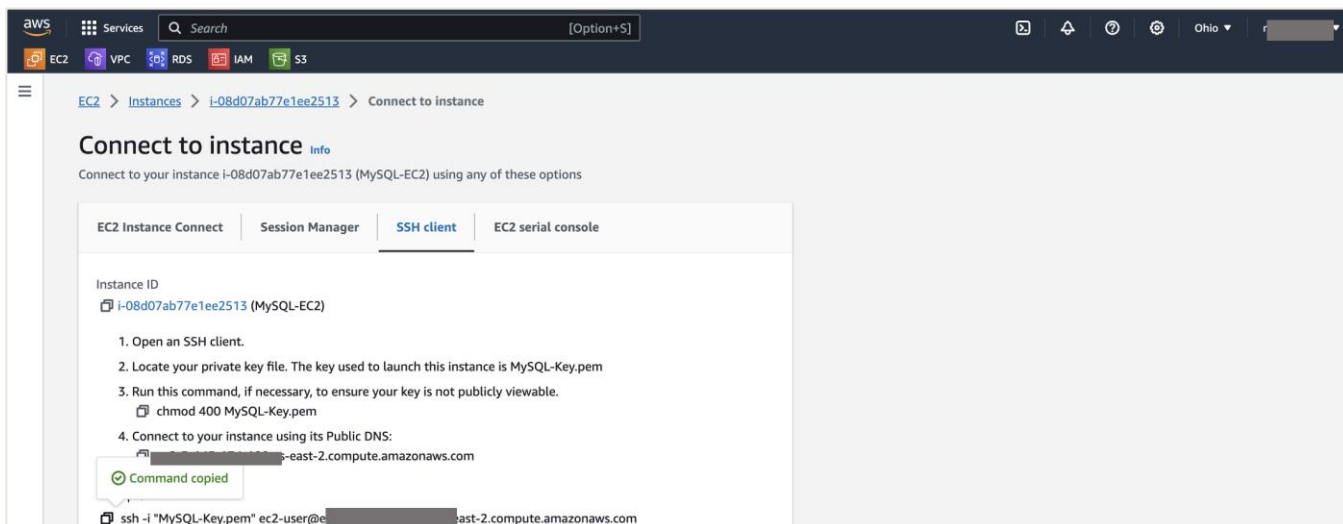 aws Services Search [Option+S] Ohio
EC2 VPC RDS IAM S3
EC2 > Instances > i-08d07ab77e1ee2513 > Connect to instance
Connect to instance Info
Connect to your instance i-08d07ab77e1ee2513 (MySQL-EC2) using any of these options
EC2 Instance Connect Session Manager SSH client EC2 serial console
Instance ID
i-08d07ab77e1ee2513 (MySQL-EC2)
1. Open an SSH client.
2. Locate your private key file. The key used to launch this instance is MySQL-Key.pem
3. Run this command, if necessary, to ensure your key is not publicly viewable.
chmod 400 MySQL-Key.pem
4. Connect to your instance using its Public DNS:
s-east-2.compute.amazonaws.com
Command copied
ssh -i "MySQL-Key.pem" ec2-user@e east-2.compute.amazonaws.com